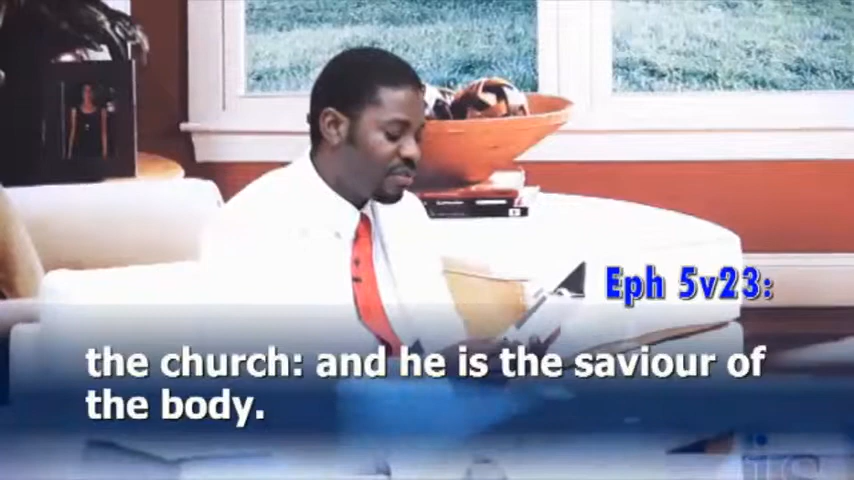 Eph 5v23:
the church: and he is the saviour of
the body.